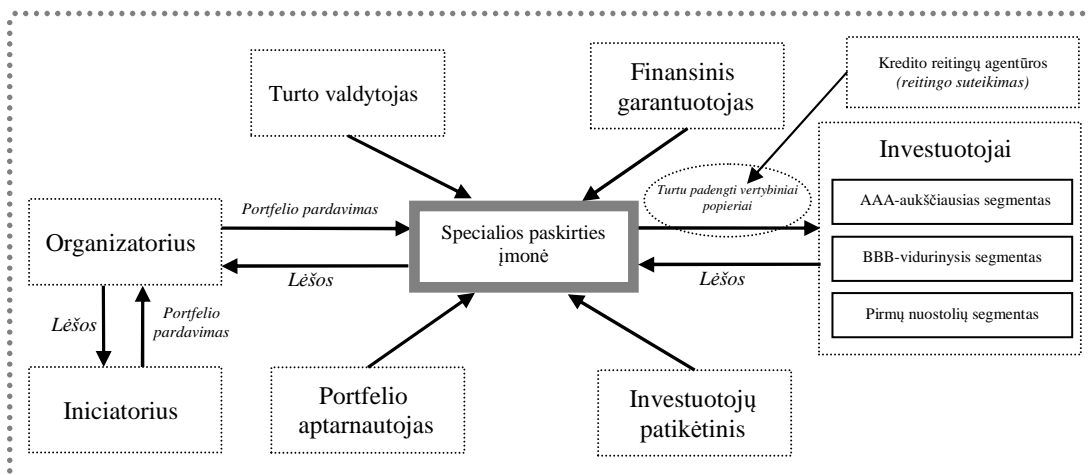 Turto valdytojas
Finansinis
garantuotojas
Kredito reitingų agentūros
(reitingo suteikimas)
Investuotojai
AAA-aukščiausias segmentas
BBB-vidurinysis segmentas
Pirmų nuostolių segmentas
Turtu padengti vertybiniai
popieriai
Portfelio pardavimas
Organizatorius
Specialios paskirties
įmonė
Lėšos
Lėšos
Lėšos
Portfelio
pardavimas
Iniciatorius
Portfelio
aptarnautojas
Investuotojų
patikėtinis